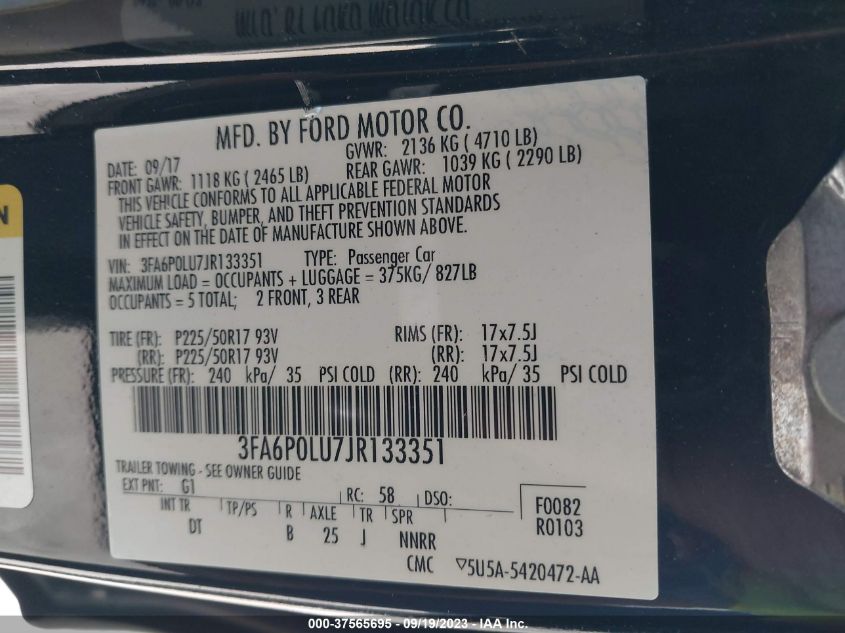 MFD. BY FORD MOTOR CO.
DATE: 09/17 GVWR: 2136 KG ( 4710 LB)
FRONT GAWR: 1118 KG ( 2465 LB) REAR GAWR: 1039 KG ( 2290 LB)
THIS VEHICLE CONFORMS TO ALL APPLICABLE FEDERAL MOTOR
VEHICLE SAFETY, BUMPER, AND THEFT PREVENTION STANDARDS
IN EFFECT ON THE DATE OF MANUFACTURE SHOWN ABOVE.
VIN: 3FA6P0LU7JR133351 TYPE: Passenger Car
MAXIMUM LOAD = OCCUPANTS + LUGGAGE = 375KG/ 827LB
OCCUPANTS = 5 TOTAL; 2 FRONT, 3 REAR
TIRE (FR): P225/50R17 93V RIMS (FR): 17x7.5J
(RR): P225/50R17 93V (RR): 17x7.5J
PRESSURE (FR): 240 kPa/ 35 PSI COLD (RR): 240 kPa/ 35 PSI COLD
3FA6P0LU7JR133351
TRAILER TOWING - SEE OWNER GUIDE
EXT PNT: G1 RC: 58 DSO: F0082
INT TR TP/PS R AXLE TR SPR R0103
DT B 25 J NNRR
CMC ▽5U5A-5420472-AA
N
000-37565695 - 09/19/2023 - IAA Inc.